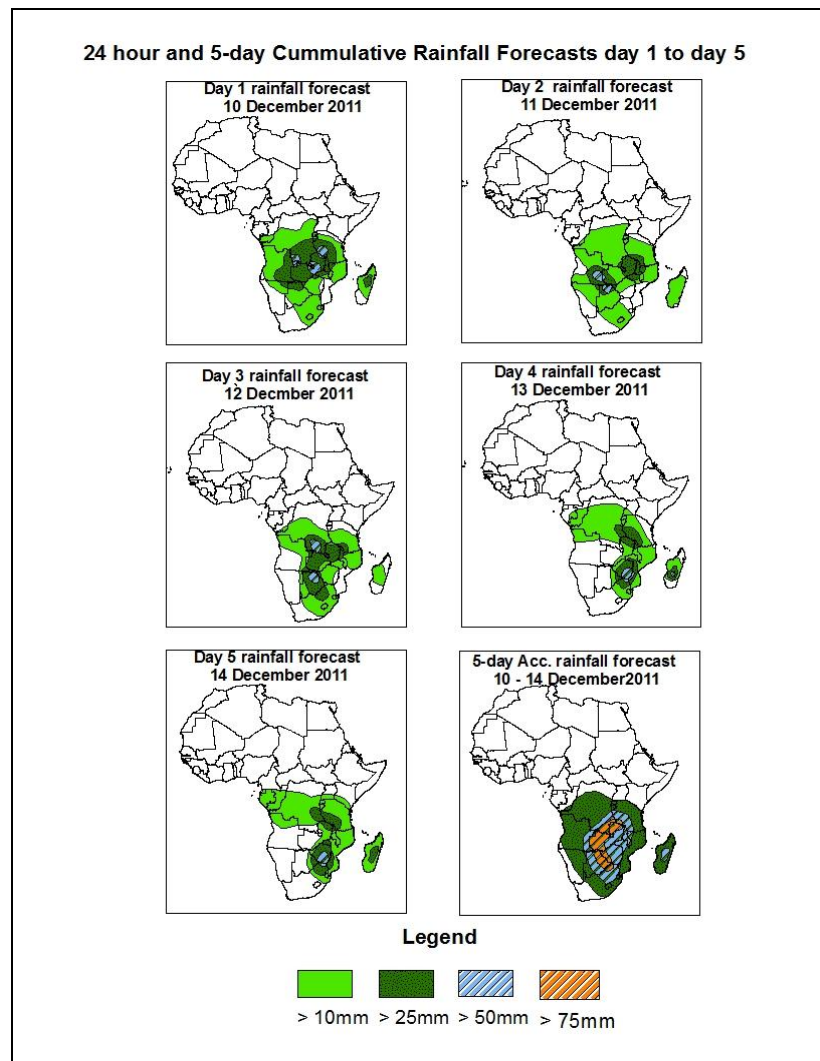 24 hour and 5-day Cummulative Rainfall Forecasts day 1 to day 5
Day 1 rainfall forecast
10 December 2011
Day 2 rainfall forecast
11 December 2011
Day 3 rainfall forecast
12 Decmber 2011
Day 4 rainfall forecast
13 December 2011
Day 5 rainfall forecast
14 December 2011
5-day Acc. rainfall forecast
10 - 14 December2011
Legend
> 10mm
> 25mm
> 50mm
> 75mm